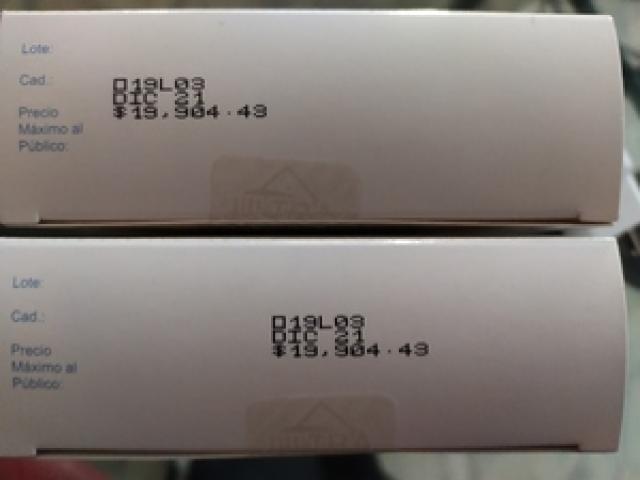 Lote:
Cad.:
Precio
Máximo al
Público:
D19L03
DIC 21
$19,904.43
Lote:
Cad.:
Precio
Máximo al
Público:
D19L03
DIC 21
$19,904.43